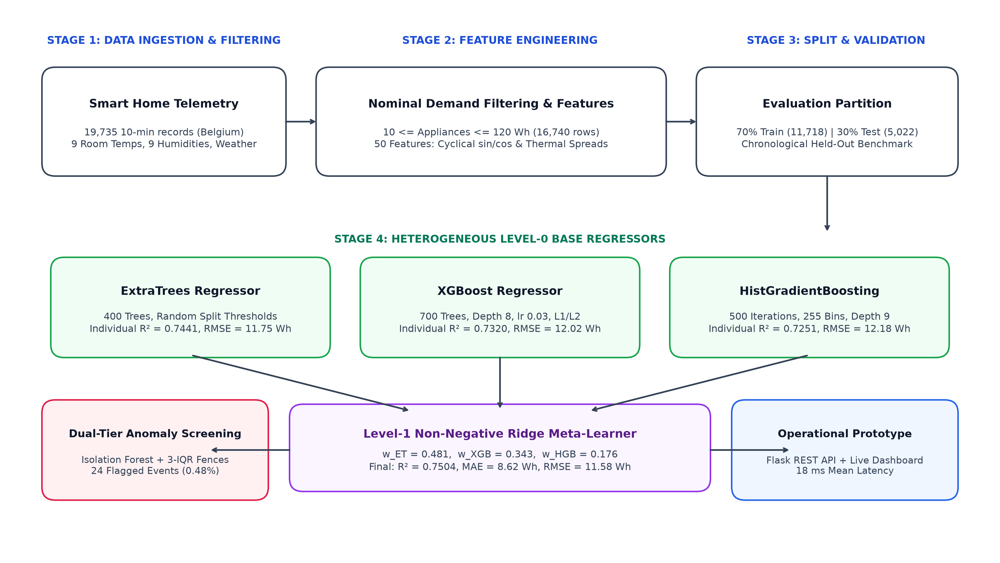 STAGE 1: DATA INGESTION & FILTERING
STAGE 2: FEATURE ENGINEERING
STAGE 3: SPLIT & VALIDATION
Smart Home Telemetry
19,735 10-min records (Belgium)
9 Room Temps, 9 Humidities, Weather
Nominal Demand Filtering & Features
10 <= Appliances <= 120 Wh (16,740 rows)
50 Features: Cyclical sin/cos & Thermal Spreads
Evaluation Partition
70% Train (11,718) | 30% Test (5,022)
Chronological Held-Out Benchmark
STAGE 4: HETEROGENEOUS LEVEL-0 BASE REGRESSORS
ExtraTrees Regressor
400 Trees, Random Split Thresholds
Individual R² = 0.7441, RMSE = 11.75 Wh
XGBoost Regressor
700 Trees, Depth 8, lr 0.03, L1/L2
Individual R² = 0.7320, RMSE = 12.02 Wh
HistGradientBoosting
500 Iterations, 255 Bins, Depth 9
Individual R² = 0.7251, RMSE = 12.18 Wh
Dual-Tier Anomaly Screening
Isolation Forest + 3-IQR Fences
24 Flagged Events (0.48%)
Level-1 Non-Negative Ridge Meta-Learner
w_ET = 0.481, w_XGB = 0.343, w_HGB = 0.176
Final: R² = 0.7504, MAE = 8.62 Wh, RMSE = 11.58 Wh
Operational Prototype
Flask REST API + Live Dashboard
18 ms Mean Latency